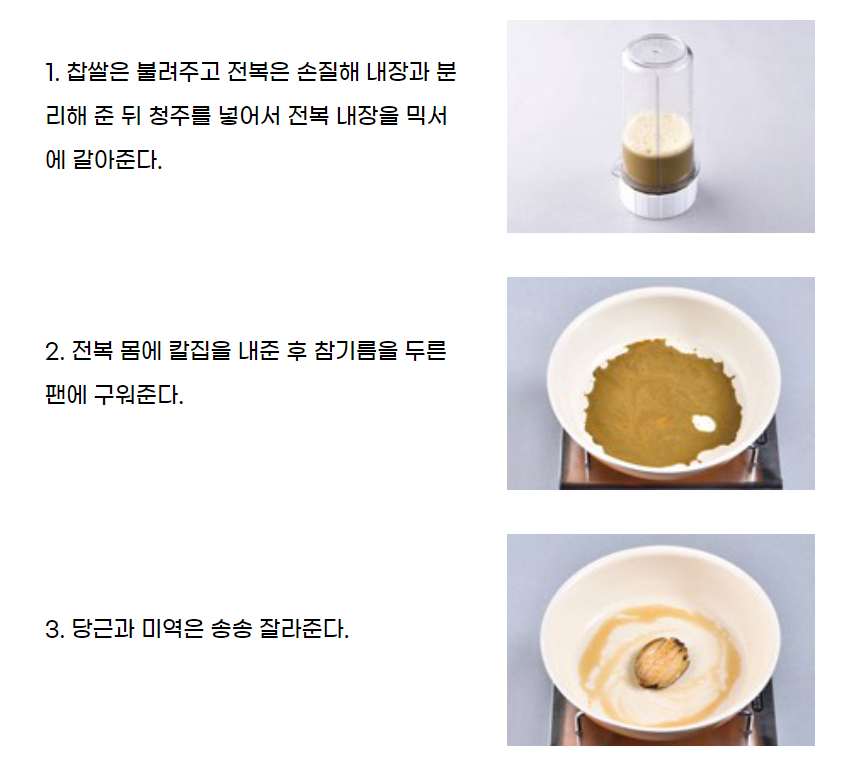 1. 찹쌀은 불려주고 전복은 손질해 내장과 분
리해 준 뒤 청주를 넣어서 전복 내장을 믹서
에 갈아준다.
2. 전복 몸에 칼집을 내준 후 참기름을 두른
팬에 구워준다.
3. 당근과 미역은 송송 잘라준다.